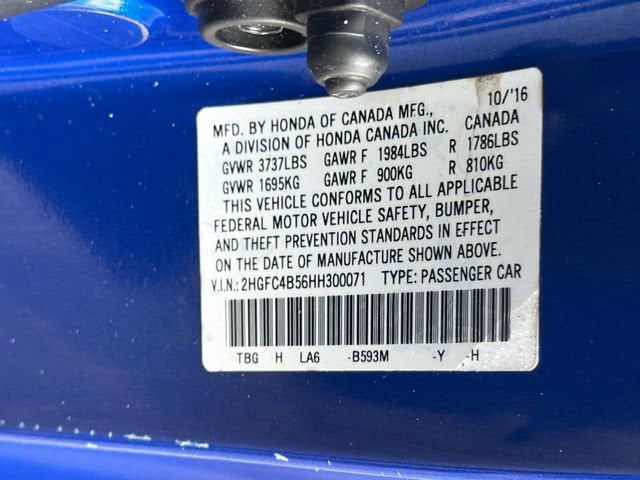 10/'16
MFD. BY HONDA OF CANADA MFG.,
A DIVISION OF HONDA CANADA INC. CANADA
GVWR 3737LBS GAWR F 1984LBS R 1786LBS
GVWR 1695KG GAWR F 900KG R 810KG
THIS VEHICLE CONFORMS TO ALL APPLICABLE
FEDERAL MOTOR VEHICLE SAFETY, BUMPER,
AND THEFT PREVENTION STANDARDS IN EFFECT
ON THE DATE OF MANUFACTURE SHOWN ABOVE.
V.I.N.: 2HGFC4B56HH300071 TYPE: PASSENGER CAR
TBG H LA6 -B593M -Y -H